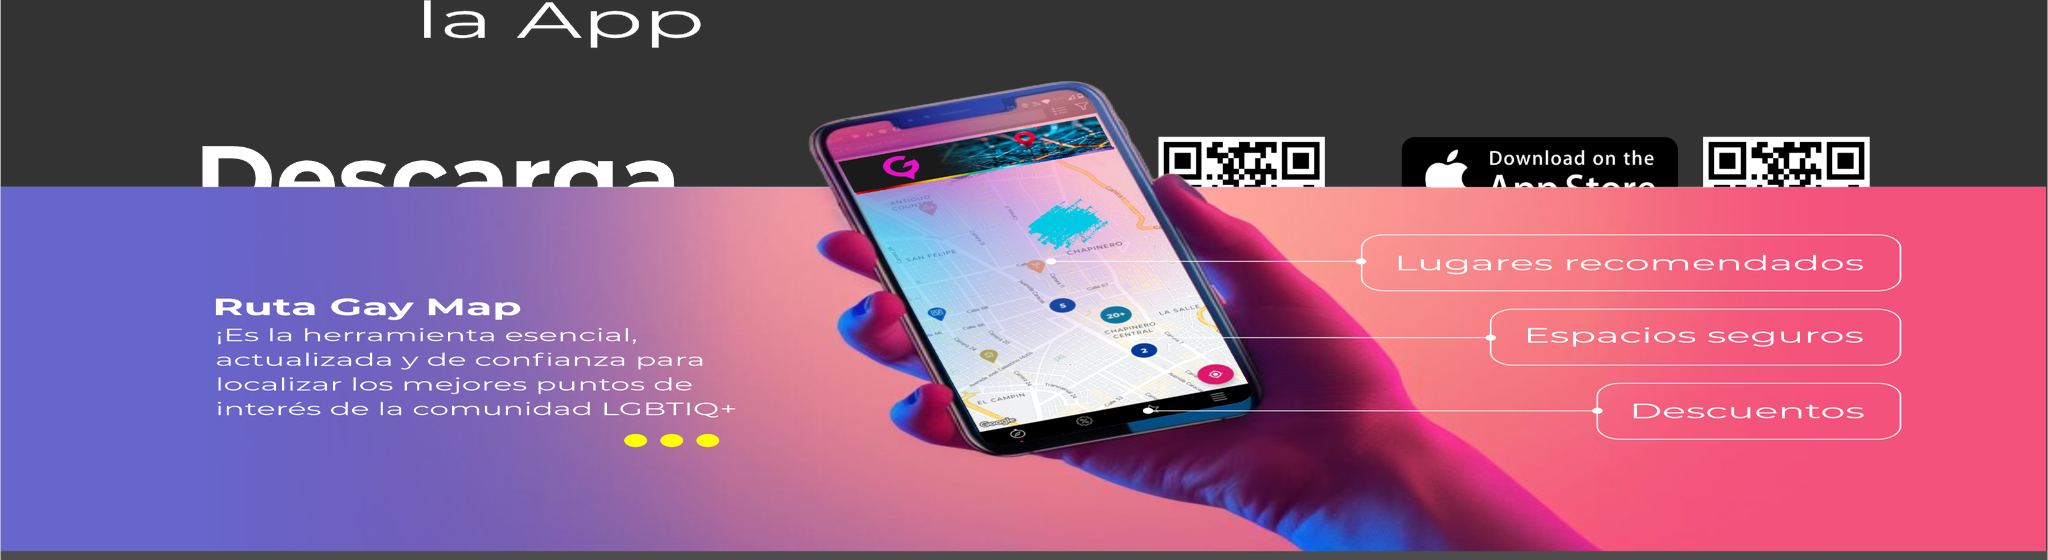 la App
Descarga
Download on the
App Store
Ruta Gay Map
¡Es la herramienta esencial,
actualizada y de confianza para
localizar los mejores puntos de
interés de la comunidad LGBTIQ+
Lugares recomendados
Espacios seguros
Descuentos
ANTIGUO
COUNTRY
SAN FELIPE
CHAPINERO
5
20+
CHAPINERO
CENTRAL
2
LA SALLE
EL CAMPIN
Google